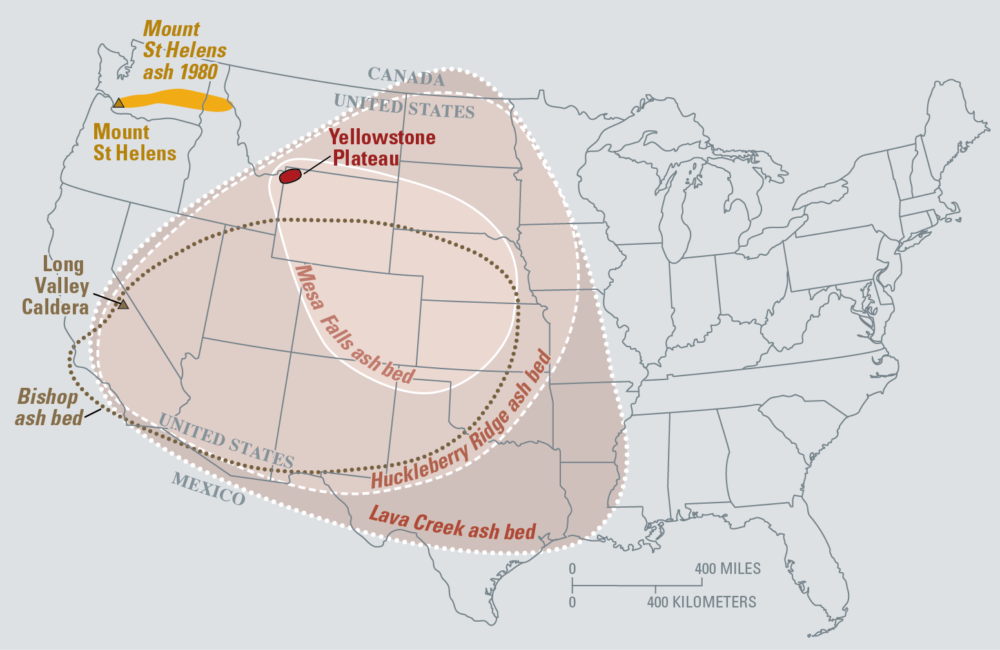 Mount
St Helens
ash 1980
CANADA
UNITED STATES
Mount
St Helens
Yellowstone
Plateau
Long
Valley
Caldera
Mesa Falls ash bed
Bishop
ash bed
Huckleberry Ridge ash bed
UNITED STATES
MEXICO
Lava Creek ash bed
0 400 MILES
0 400 KILOMETERS